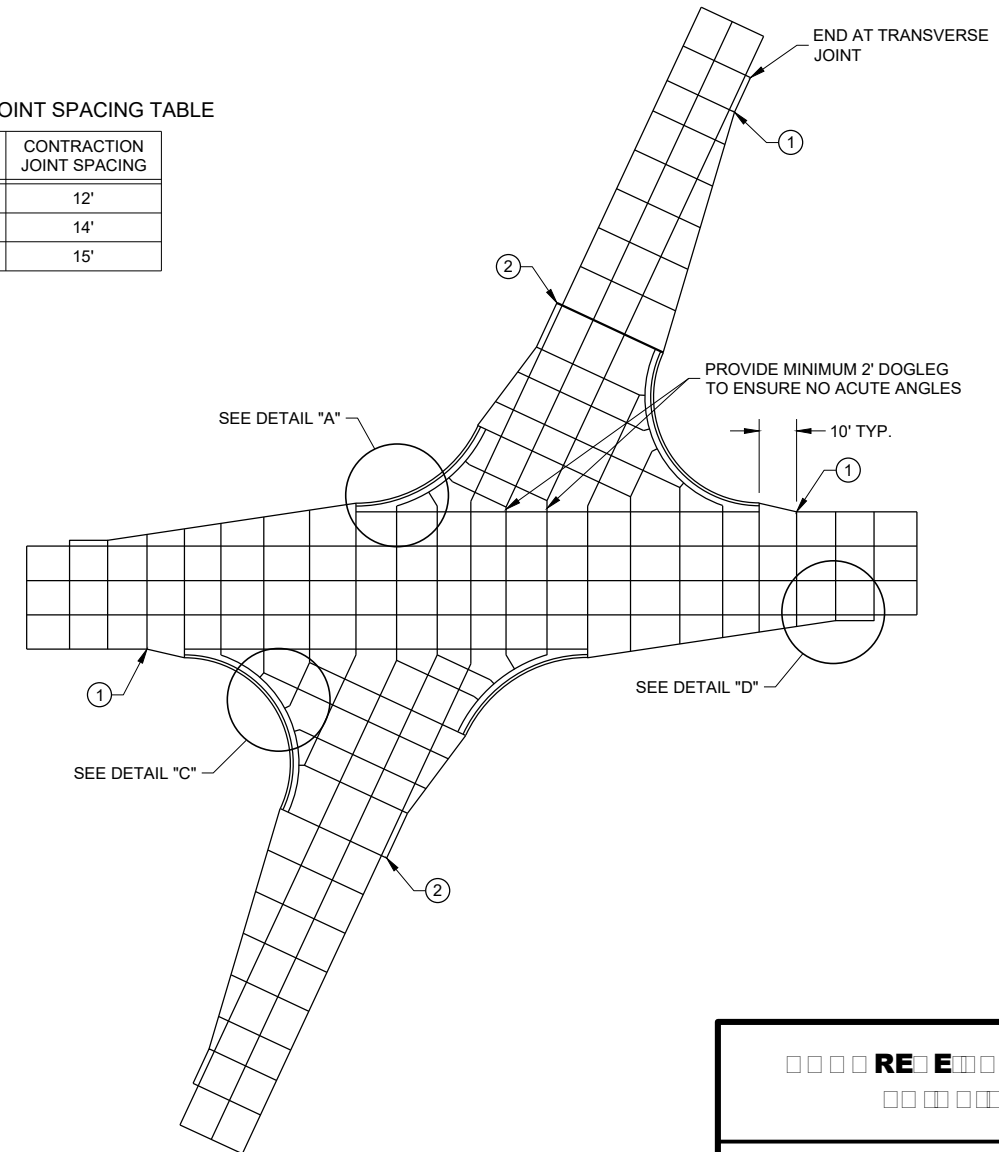 END AT TRANSVERSE
JOINT
OINT SPACING TABLE
CONTRACTION
JOINT SPACING
12'
14'
15'
1
2
PROVIDE MINIMUM 2' DOGLEG
TO ENSURE NO ACUTE ANGLES
SEE DETAIL "A"
10' TYP.
1
SEE DETAIL "D"
1
SEE DETAIL "C"
2